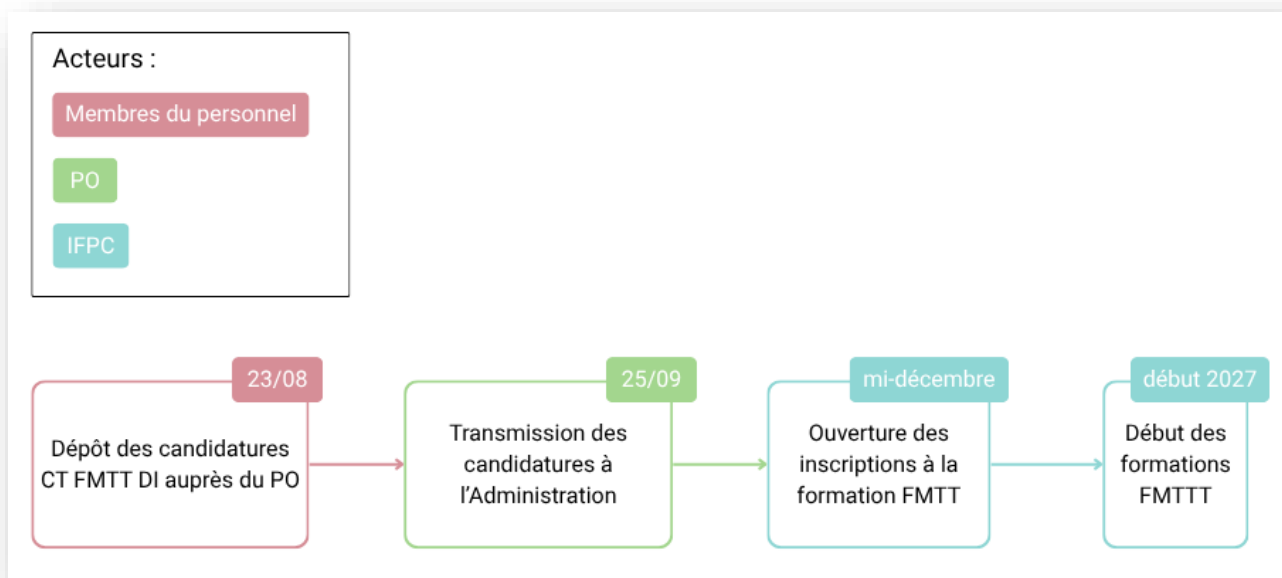 Acteurs :
Membres du personnel
PO
IFPC
23/08
Dépôt des candidatures
CT FMTT DI auprès du PO
25/09
Transmission des
candidatures à
l'Administration
mi-décembre
Ouverture des
inscriptions à la
formation FMTT
début 2027
Début des
formations
FMTTT